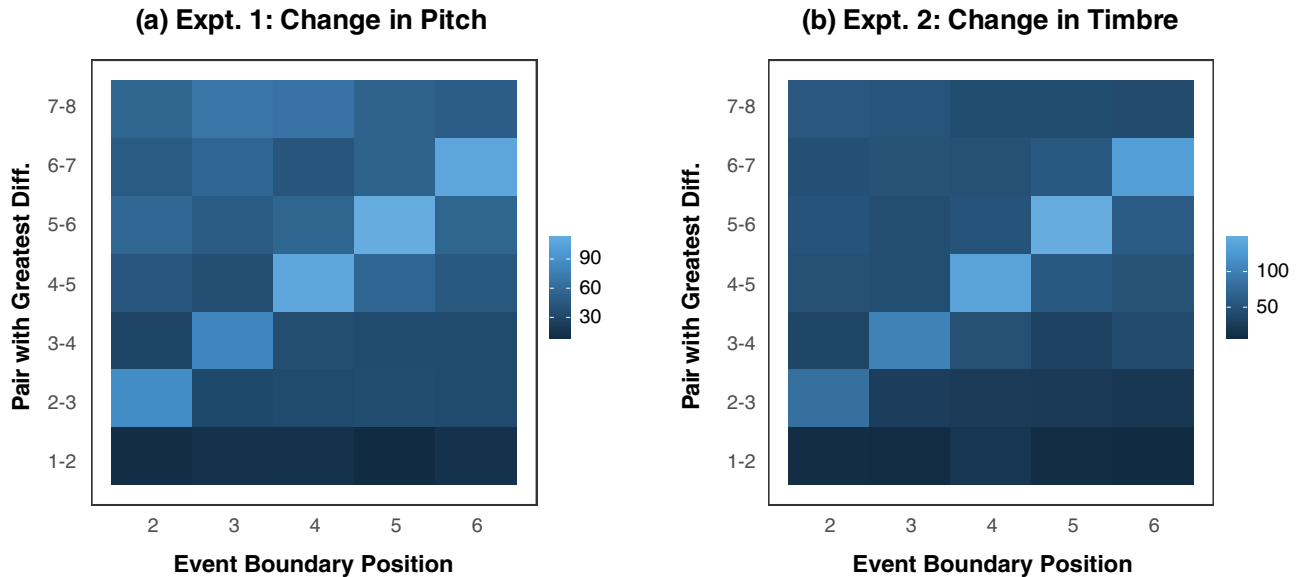 (a) Expt. 1: Change in Pitch
Pair with Greatest Diff.
7-8
6-7
5-6
4-5
3-4
2-3
1-2
2 3 4 5 6
Event Boundary Position
90
60
30
(b) Expt. 2: Change in Timbre
Pair with Greatest Diff.
7-8
6-7
5-6
4-5
3-4
2-3
1-2
2 3 4 5 6
Event Boundary Position
100
50